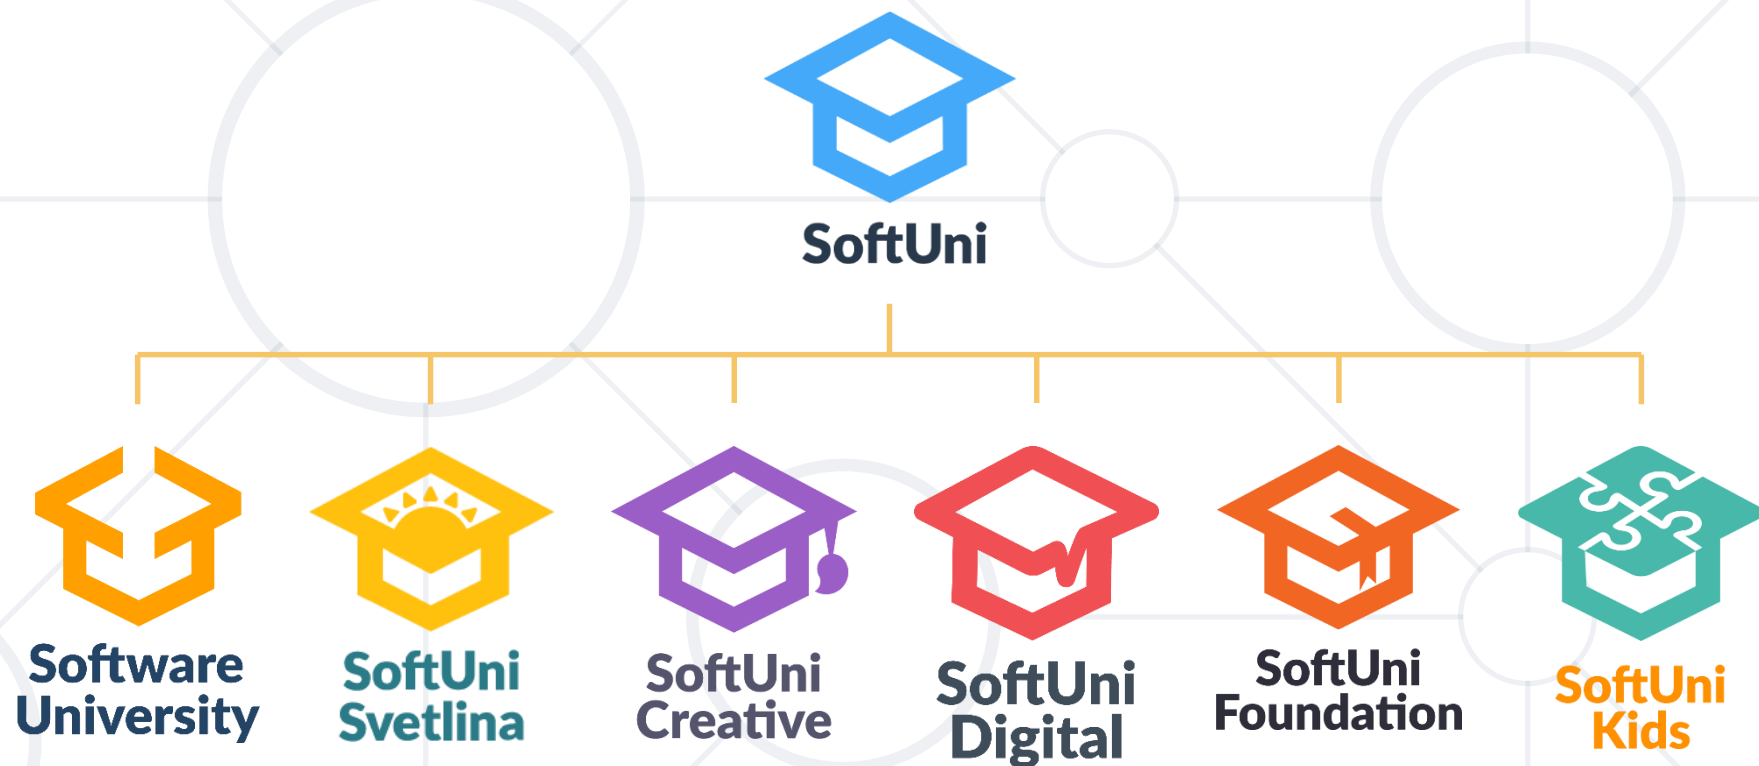 SoftUni
Software
University
SoftUni
Svetlina
SoftUni
Creative
SoftUni
Digital
SoftUni
Foundation
SoftUni
Kids